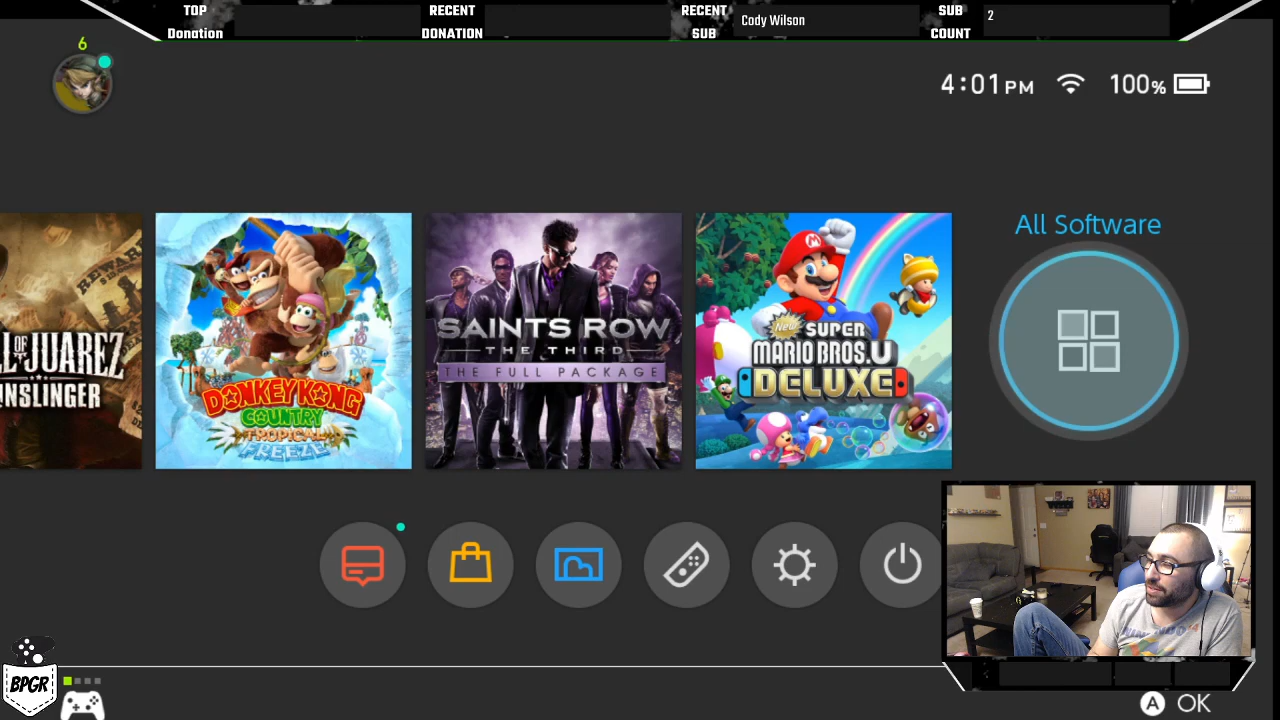 TOP
Donation
RECENT
DONATION
RECENT
SUB
Cody Wilson
SUB
COUNT
2
6
4:01PM
100%
REWARD
LL OF JUAREZ
NSLINGER
DONKEY KONG
COUNTRY
TROPICAL
FREEZE
SAINTS ROW
THE THIRD
THE FULL PACKAGE
New SUPER
MARIO BROS.U
DELUXE
All Software
BPGR
A OK